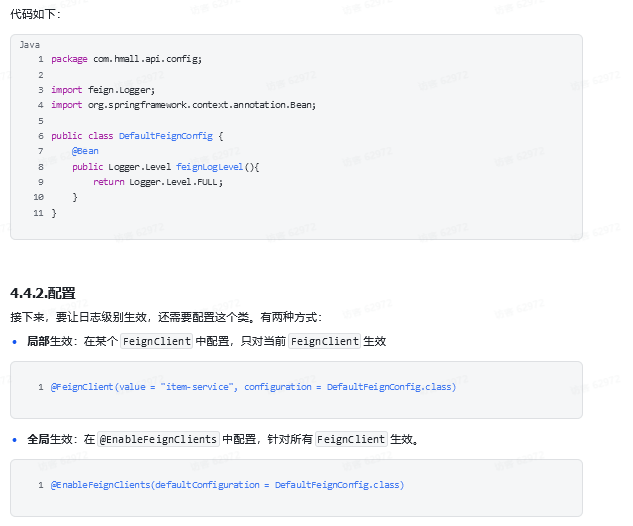 代码如下：
Java
1 package com.hmall.api.config;
2
3 import feign.Logger;
4 import org.springframework.context.annotation.Bean;
5
6 public class DefaultFeignConfig {
7     @Bean
8     public Logger.Level feignLogLevel(){
9         return Logger.Level.FULL;
10     }
11 }
4.4.2.配置
接下来，要让日志级别生效，还需要配置这个类。有两种方式：
• 局部生效：在某个 FeignClient 中配置，只对当前 FeignClient 生效
1 @FeignClient(value = "item-service", configuration = DefaultFeignConfig.class)
• 全局生效：在 @EnableFeignClients 中配置，针对所有 FeignClient 生效。
1 @EnableFeignClients(defaultConfiguration = DefaultFeignConfig.class)